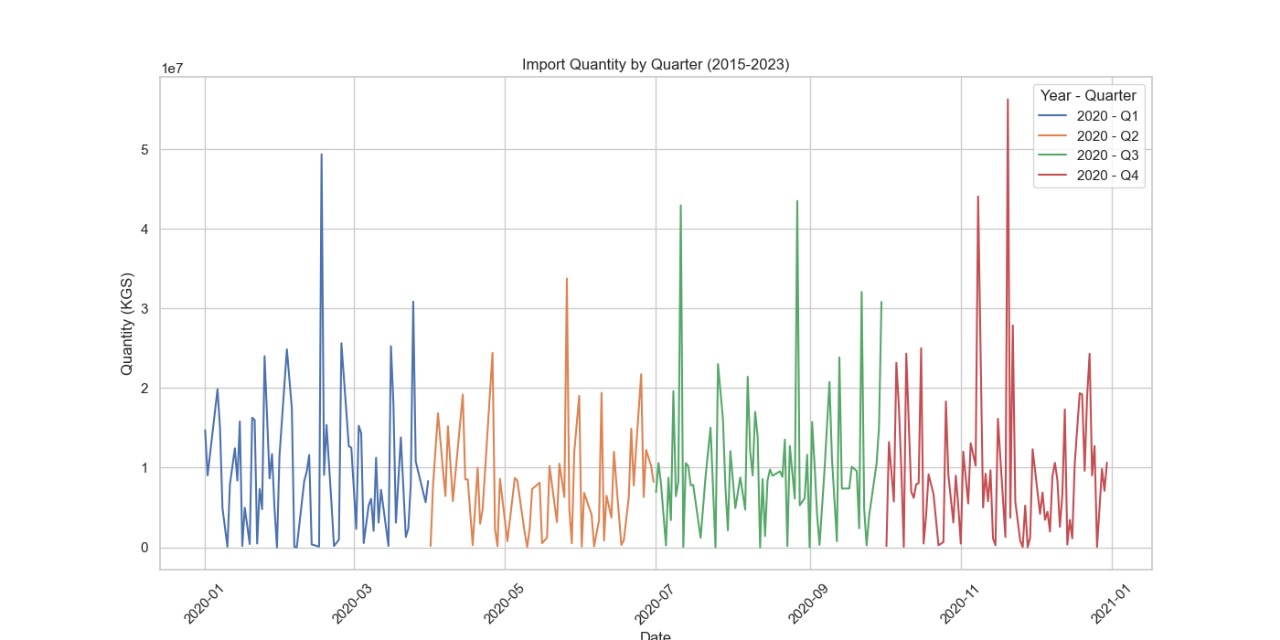 Import Quantity by Quarter (2015-2023)
1e7
Year - Quarter
2020 - Q1
2020 - Q2
2020 - Q3
2020 - Q4
5
4
3
2
1
0
Quantity (KGS)
2020-01
2020-03
2020-05
2020-07
2020-09
2020-11
2021-01
Date